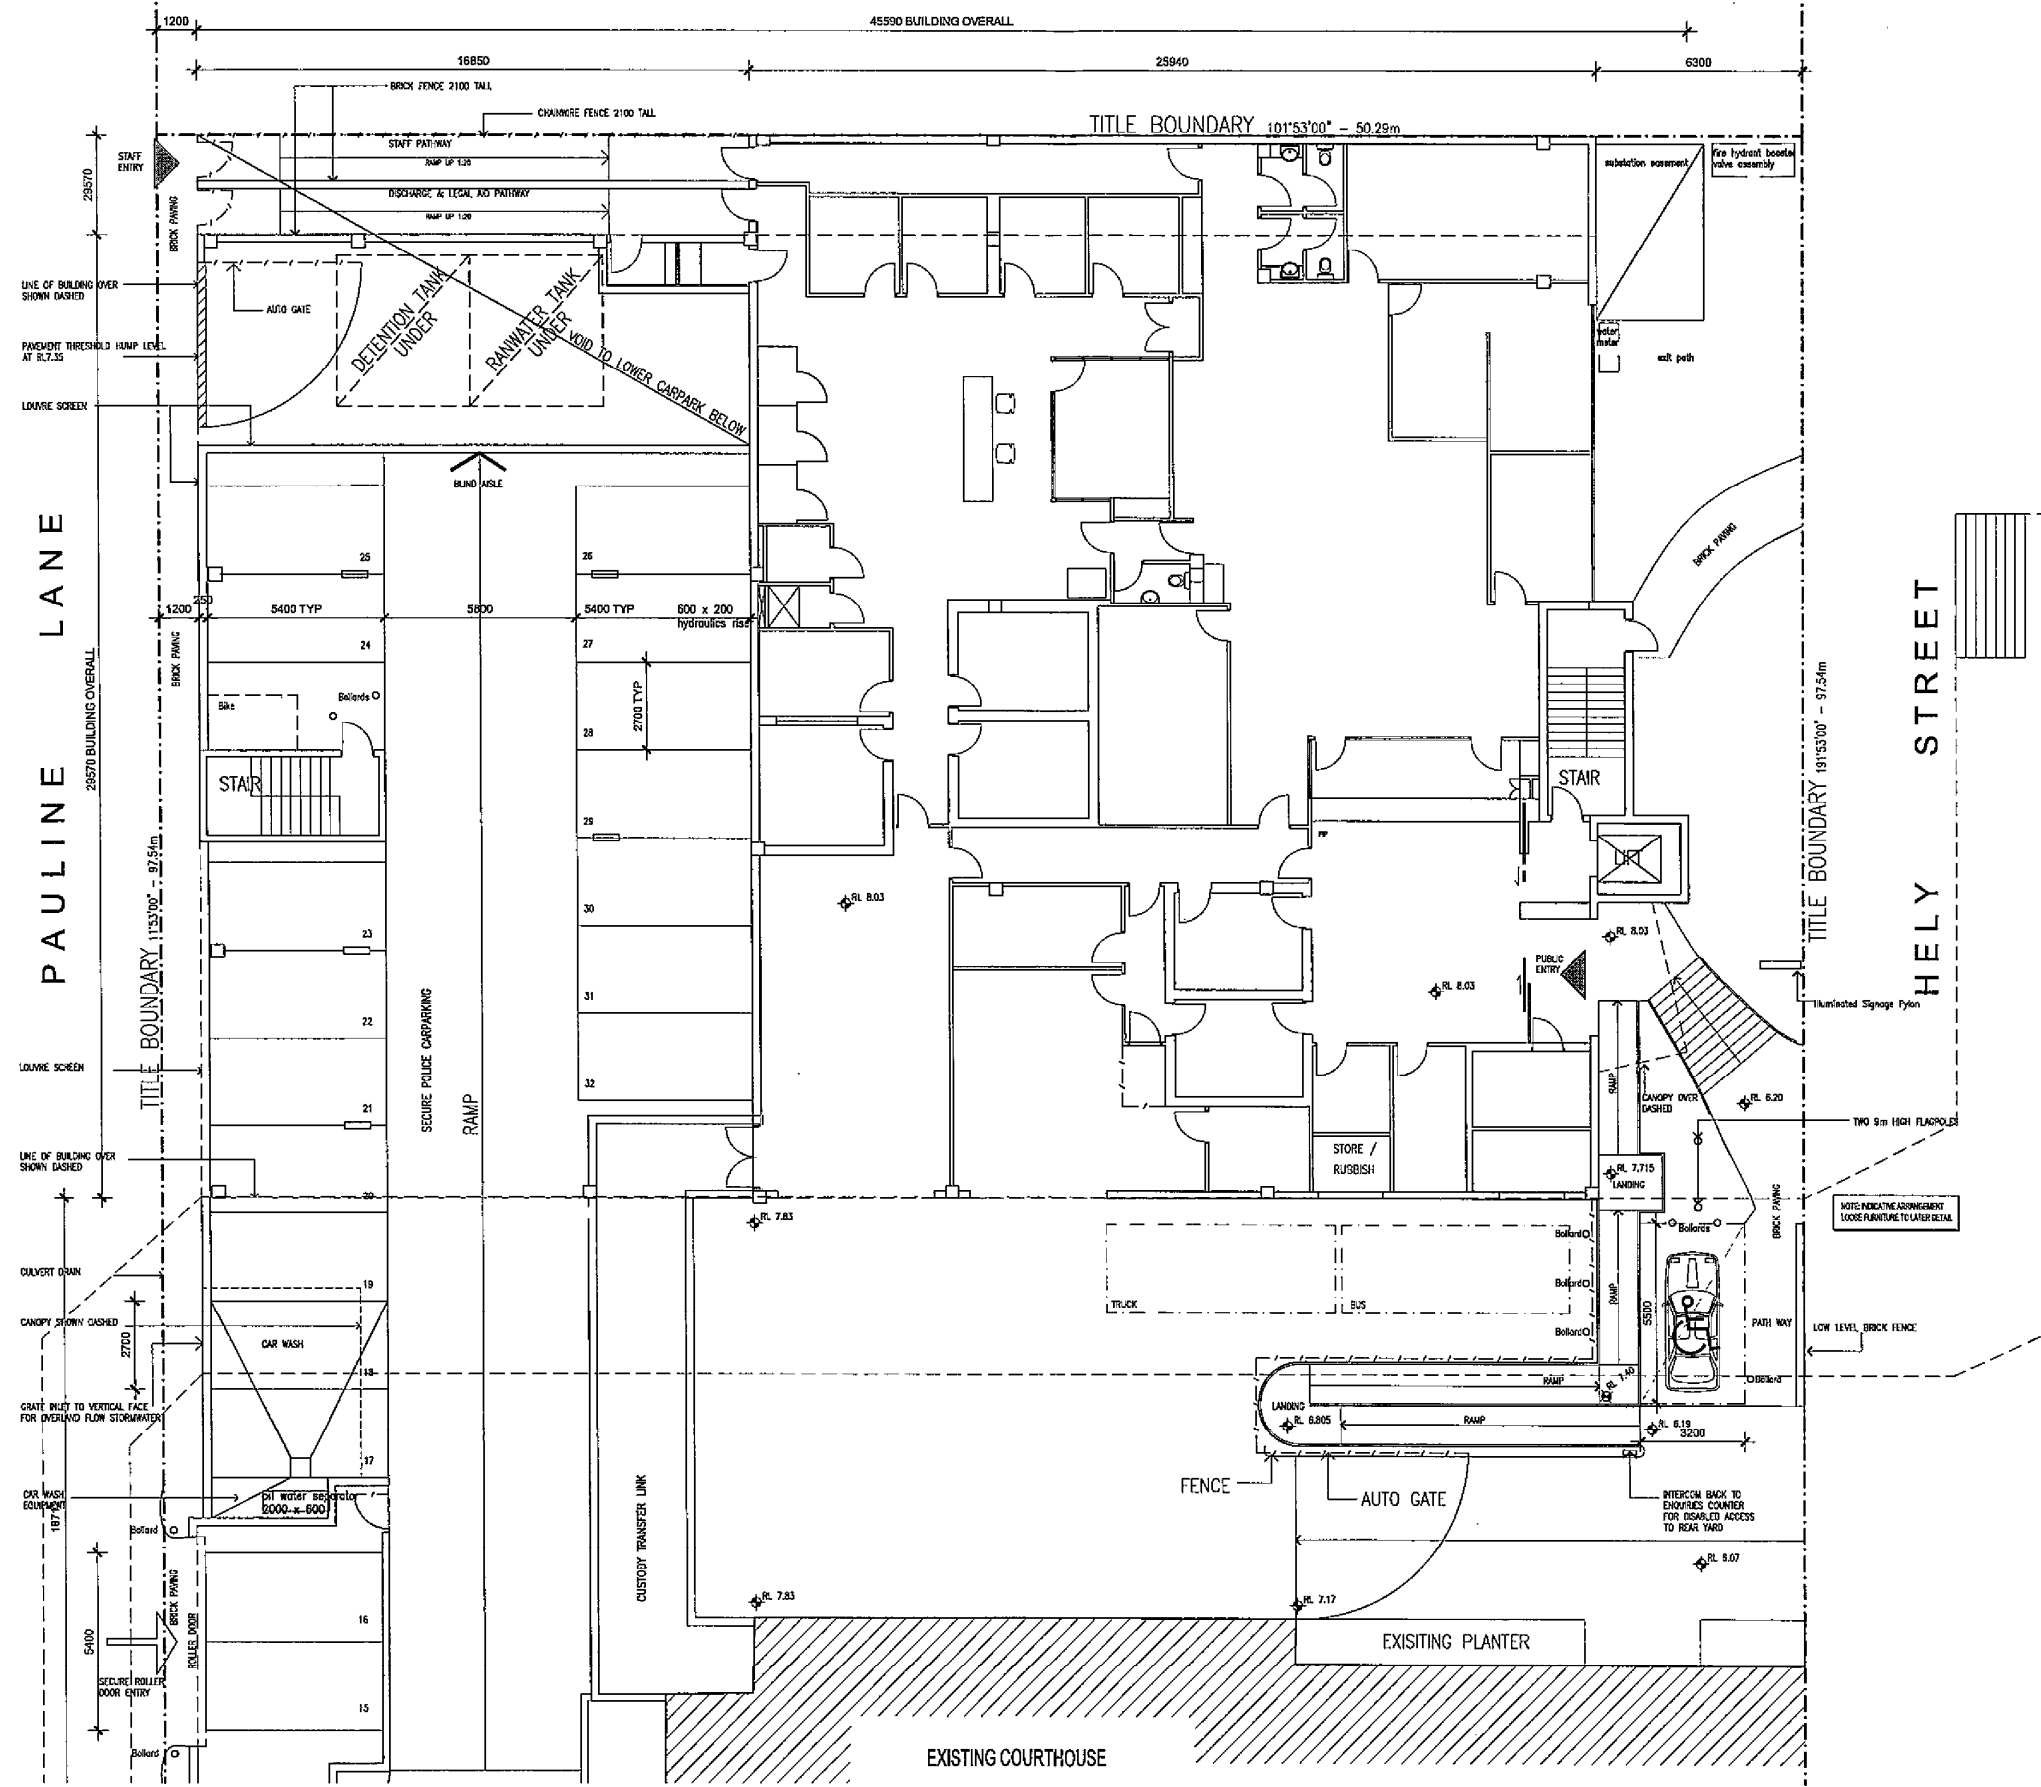 1200
45590 BUILDING OVERALL
16850
25940
6300
BRICK FENCE 2100 TALL
CHAINWIRE FENCE 2100 TALL
TITLE BOUNDARY 101°53'00" - 50.29m
STAFF
ENTRY
STAFF PATHWAY
RAMP UP 1:20
DISCHARGE & LEGAL AID PATHWAY
RAMP UP 1:20
substation easement
fire hydrant booster
valve assembly
29570
BRICK PAVING
LINE OF BUILDING OVER
SHOWN DASHED
AUTO GATE
DETENTION TANK
UNDER
RANWATER TANK
UNDER
VOID TO LOWER CARPARK BELOW
PAVEMENT THRESHOLD HUMP LEVEL
AT RL7.35
water
meter
exit path
LOUVRE SCREEN
BLIND AISLE
BRICK PAVING
PAULINE LANE
HELY STREET
25
26
1200
250
5400 TYP
5800
5400 TYP
600 x 200
hydraulics rise
24
27
BRICK PAVING
29570 BUILDING OVERALL
2700 TYP
Bike
Bollards
28
STAIR
STAIR
TITLE BOUNDARY 191°53'00" - 97.54m
29
FIP
TITLE BOUNDARY 11°53'00" - 97.54m
RL 8.03
30
23
RL 8.03
PUBLIC
ENTRY
RL 8.03
31
22
Illuminated Signage Pylon
SECURE POLICE CARPARKING
RAMP
LOUVRE SCREEN
32
21
RAMP
CANOPY OVER
DASHED
RL 6.20
TWO 9m HIGH FLAGPOLES
STORE /
RUBBISH
LINE OF BUILDING OVER
SHOWN DASHED
RL 7.715
LANDING
20
RL 7.83
NOTE: INDICATIVE ARRANGEMENT
LOOSE FURNITURE TO LATER DETAIL
Bollards
BRICK PAVING
Bollard
CULVERT DRAIN
19
Bollard
RAMP
TRUCK
BUS
5500
CANOPY SHOWN DASHED
2700
CAR WASH
Bollard
PATH WAY
LOW LEVEL BRICK FENCE
18
RAMP
RL 7.40
Bollard
GRATE INLET TO VERTICAL FACE
FOR OVERLAND FLOW STORMWATER
LANDING
RL 6.805
RAMP
RL 6.19
3200
17
FENCE
AUTO GATE
CAR WASH
EQUIPMENT
oil water separator
2000 x 600
INTERCOM BACK TO
ENQUIRIES COUNTER
FOR DISABLED ACCESS
TO REAR YARD
Bollard
CUSTODY TRANSFER LINK
RL 6.07
BRICK PAVING
RL 7.83
RL 7.17
5400
ROLLER DOOR
16
EXISITING PLANTER
SECURE ROLLER
DOOR ENTRY
15
Bollard
EXISTING COURTHOUSE